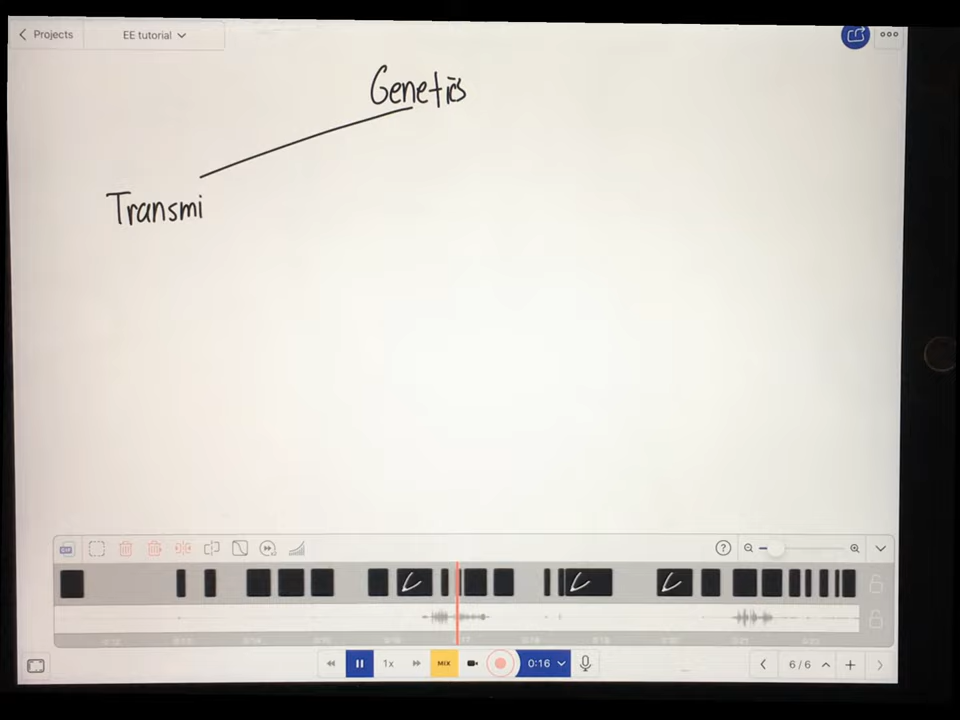 Projects
EE tutorial
Genetics
Transmi
1x
MIX
0:16
6/6